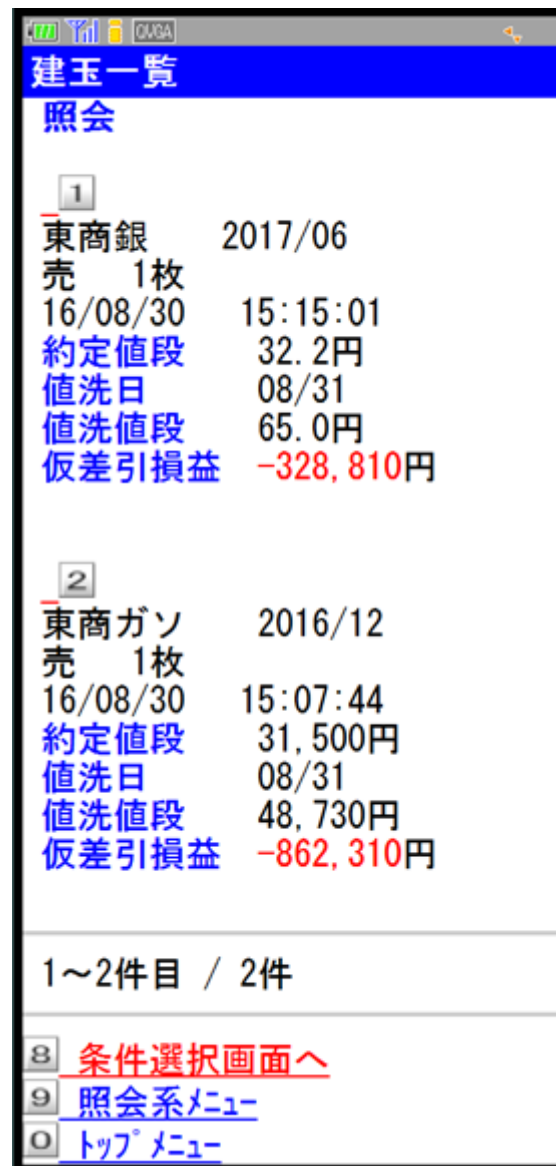 QVGA
建玉一覧
照会
1
東商銀 2017/06
売 1枚
16/08/30 15:15:01
約定値段 32.2円
値洗日 08/31
値洗値段 65.0円
仮差引損益 -328,810円
2
東商ガソ 2016/12
売 1枚
16/08/30 15:07:44
約定値段 31,500円
値洗日 08/31
値洗値段 48,730円
仮差引損益 -862,310円
1～2件目 / 2件
8 条件選択画面へ
9 照会系ﾒﾆｭｰ
0 ﾄｯﾌﾟﾒﾆｭｰ